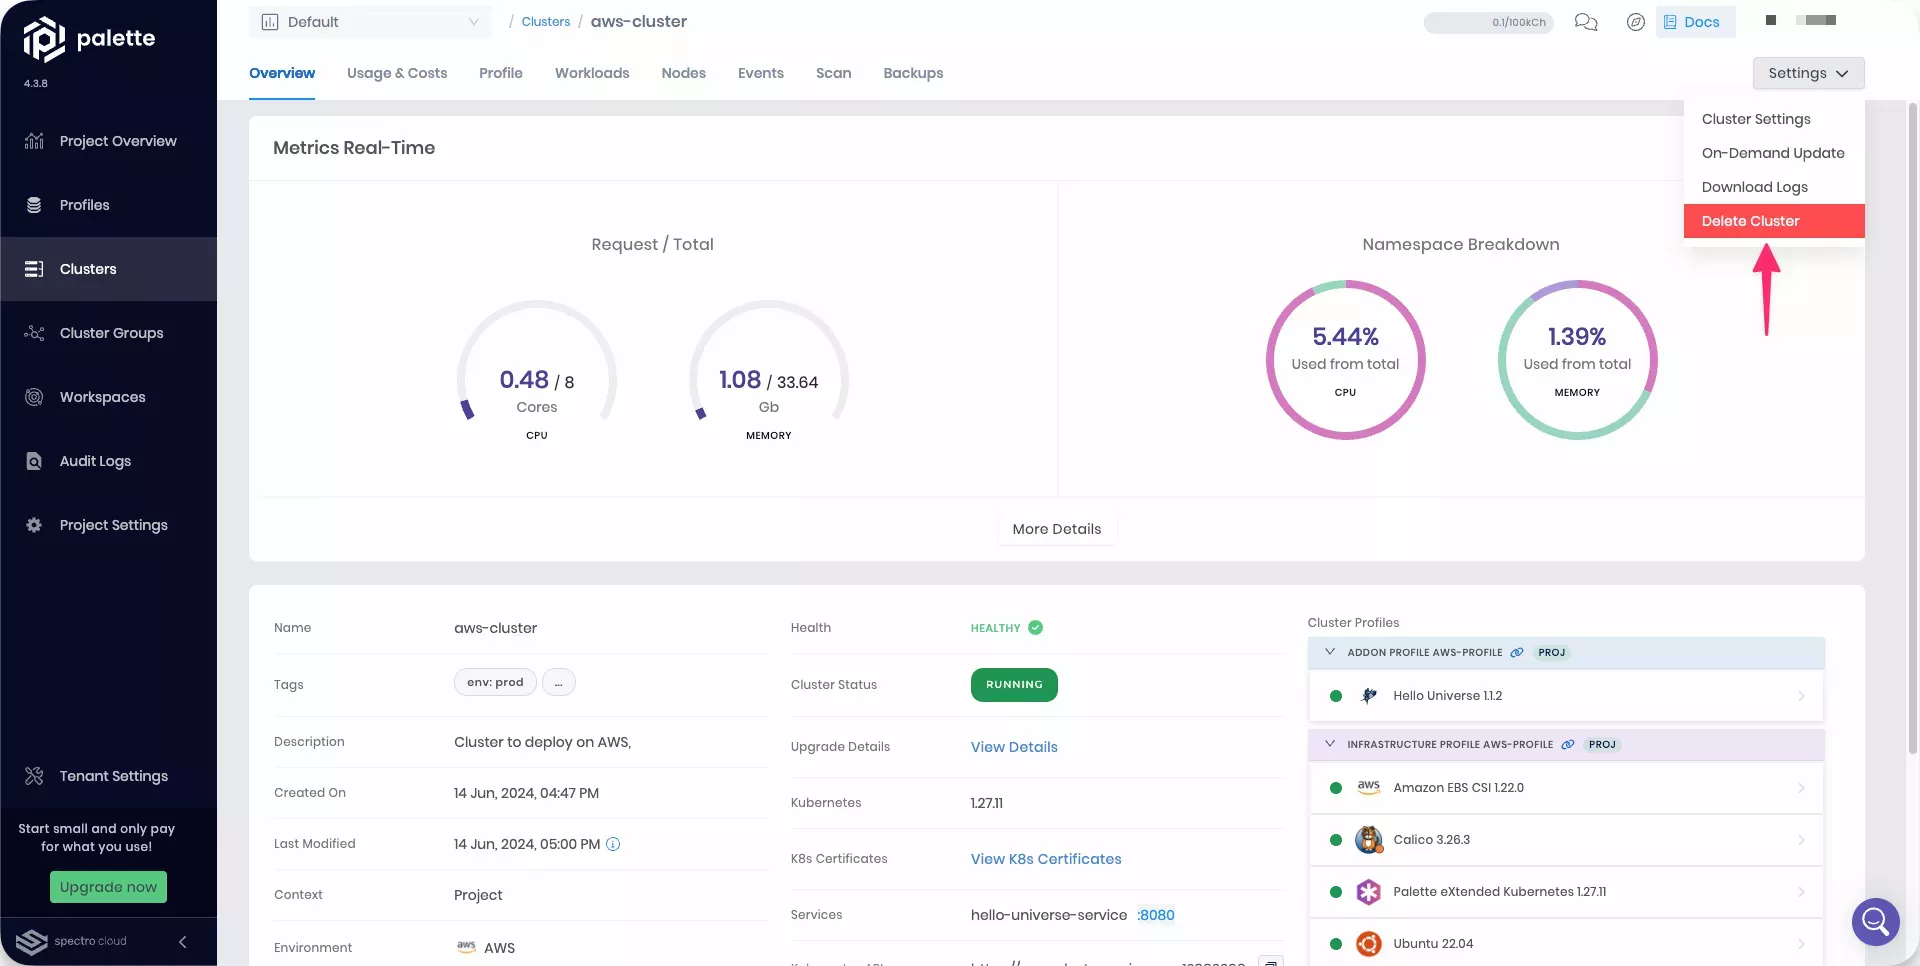 palette
4.3.8
Project Overview
Profiles
Clusters
Cluster Groups
Workspaces
Audit Logs
Project Settings
Tenant Settings
Start small and only pay
for what you use!
Upgrade now
spectro cloud
Default
/ Clusters / aws-cluster
0.1/100kCh
Docs
Overview
Usage & Costs
Profile
Workloads
Nodes
Events
Scan
Backups
Settings
Cluster Settings
On-Demand Update
Download Logs
Delete Cluster
Metrics Real-Time
Request / Total
0.48 / 8
Cores
CPU
1.08 / 33.64
Gb
MEMORY
Namespace Breakdown
5.44%
Used from total
CPU
1.39%
Used from total
MEMORY
More Details
Name
aws-cluster
Tags
env: prod
...
Description
Cluster to deploy on AWS,
Created On
14 Jun, 2024, 04:47 PM
Last Modified
14 Jun, 2024, 05:00 PM
Context
Project
Environment
aws AWS
Health
HEALTHY
Cluster Status
RUNNING
Upgrade Details
View Details
Kubernetes
1.27.11
K8s Certificates
View K8s Certificates
Services
hello-universe-service :8080
Cluster Profiles
ADDON PROFILE AWS-PROFILE PROJ
Hello Universe 1.1.2
INFRASTRUCTURE PROFILE AWS-PROFILE PROJ
aws Amazon EBS CSI 1.22.0
Calico 3.26.3
Palette eXtended Kubernetes 1.27.11
Ubuntu 22.04